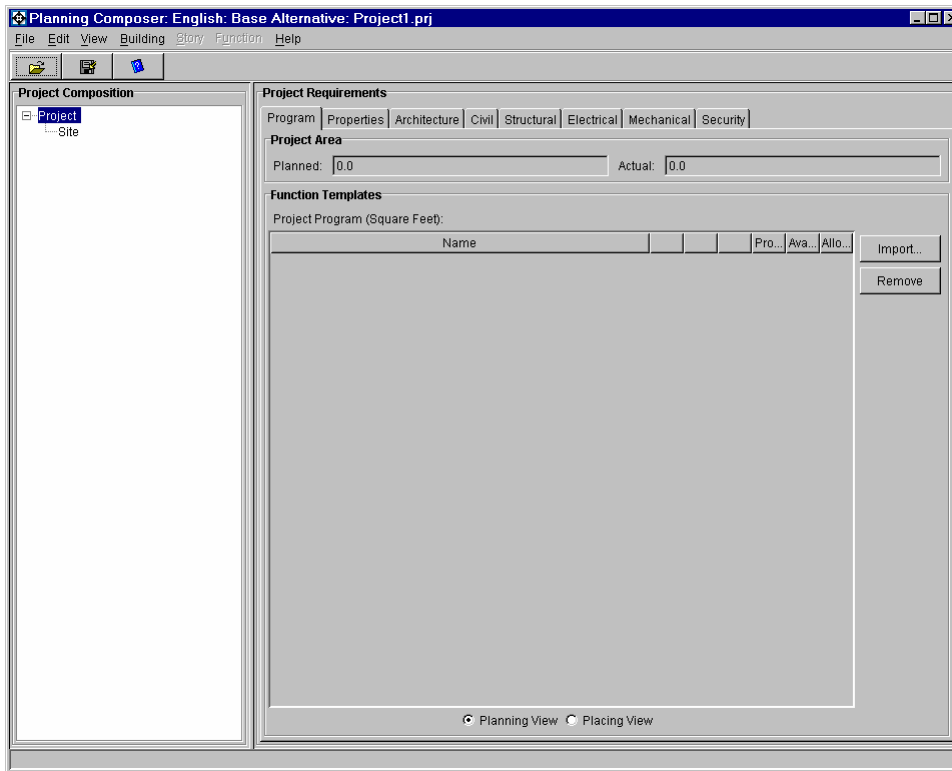 Planning Composer: English: Base Alternative: Project1.prj
File Edit View Building Story Function Help
Project Composition
Project
Site
Project Requirements
Program Properties Architecture Civil Structural Electrical Mechanical Security
Project Area
Planned: 0.0 Actual: 0.0
Function Templates
Project Program (Square Feet):
Name Pro... Ava... Allo...
Import...
Remove
Planning View Placing View